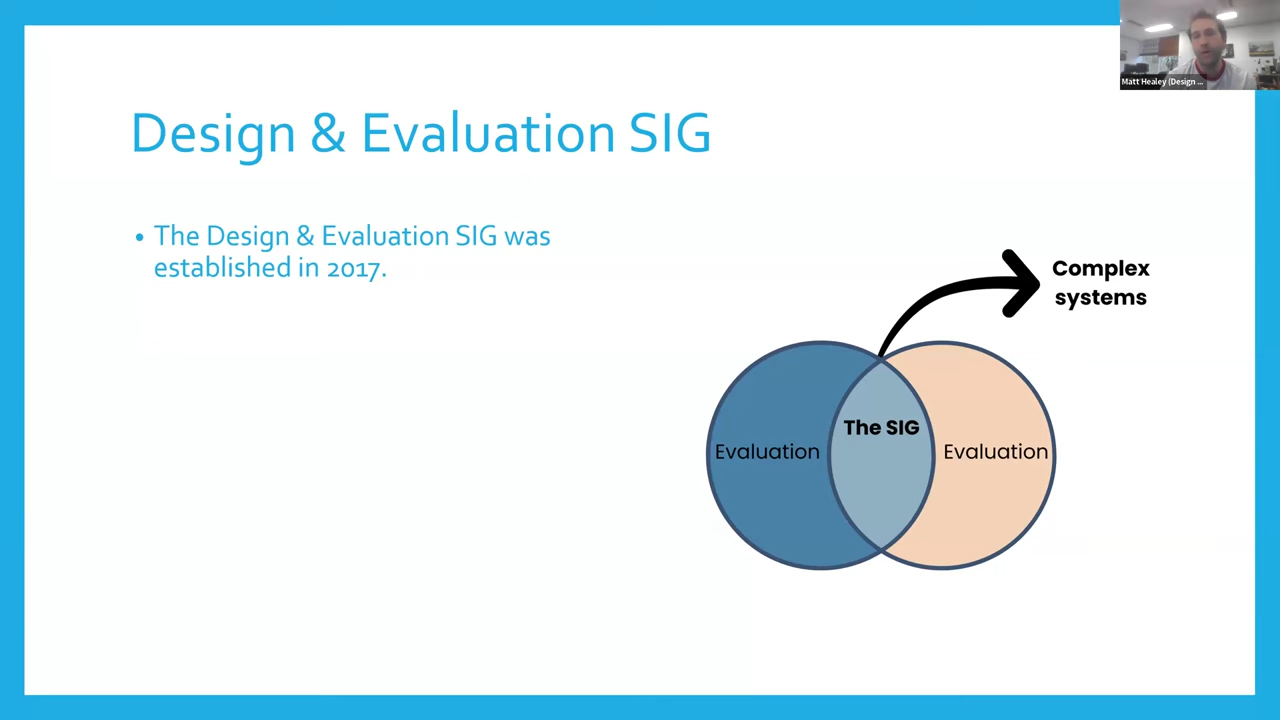 Matt Healey (Design ...
Design & Evaluation SIG
• The Design & Evaluation SIG was
established in 2017.
Complex
systems
The SIG
Evaluation
Evaluation